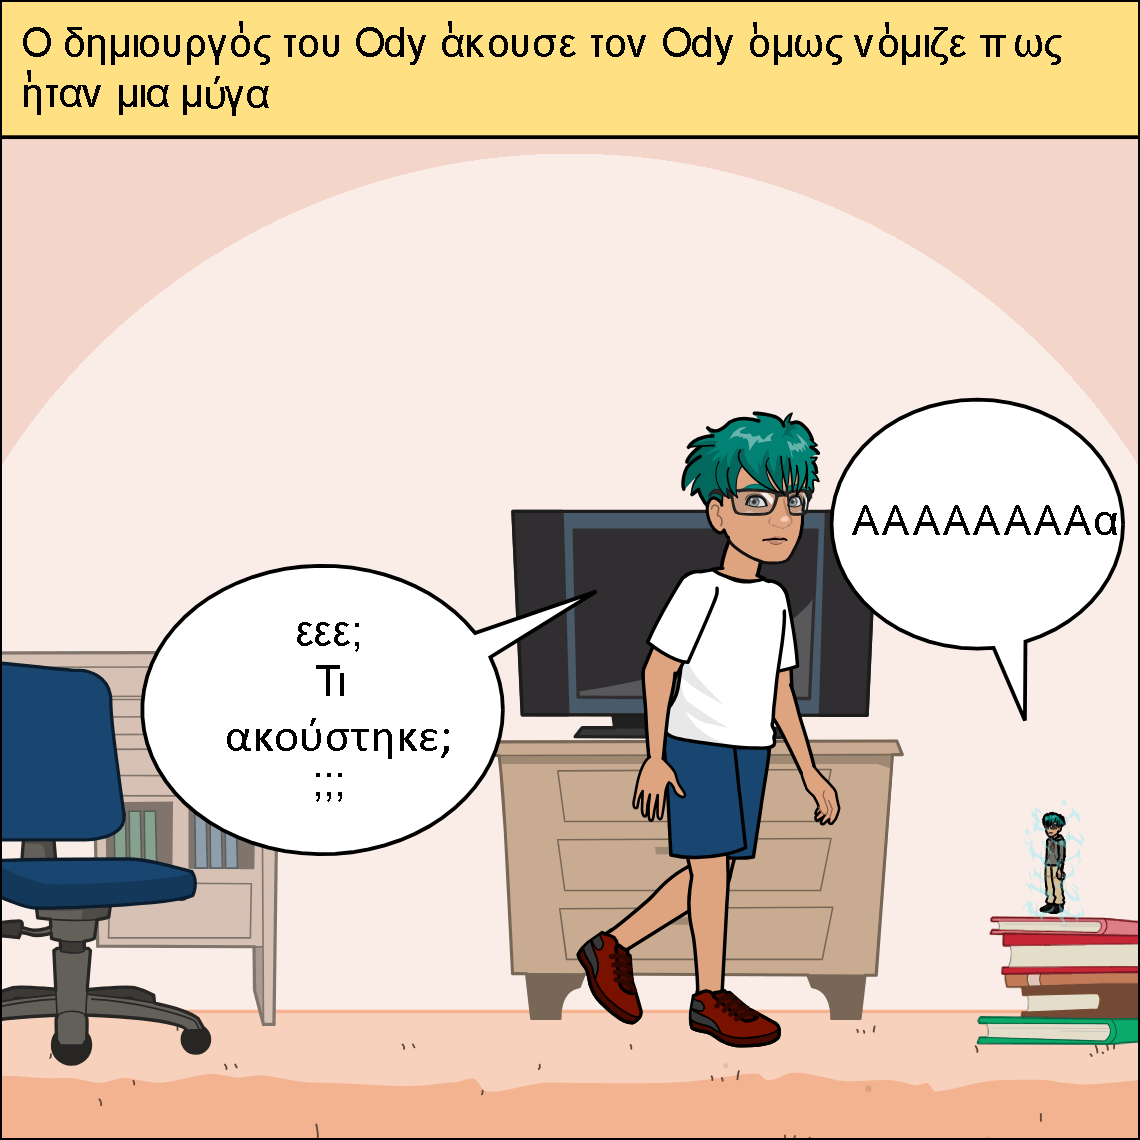 Ο δημιουργός του Ody άκουσε τον Ody όμως νόμιζε πως
ήταν μια μύγα
εεε;
Τι
ακούστηκε;
;;;
ΑΑΑΑΑΑΑΑα